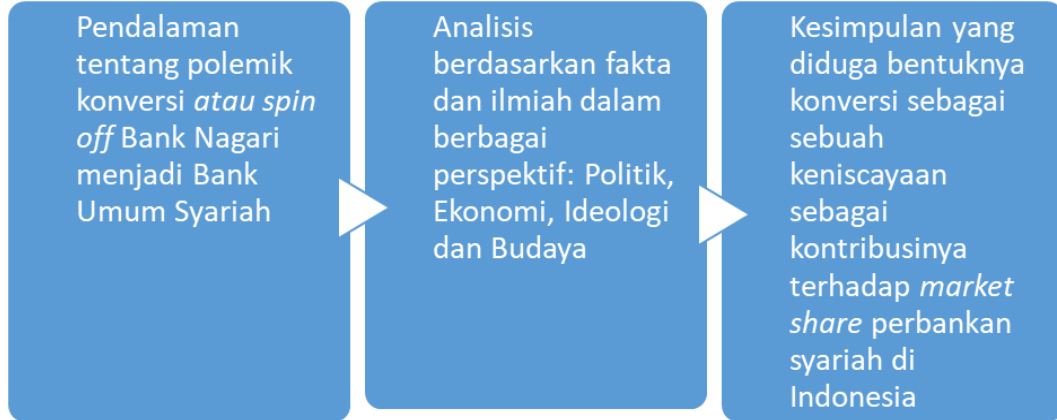 Pendalaman
tentang polemik
konversi atau spin
off Bank Nagari
menjadi Bank
Umum Syariah
Analisis
berdasarkan fakta
dan ilmiah dalam
berbagai
perspektif: Politik,
Ekonomi, Ideologi
dan Budaya
Kesimpulan yang
diduga bentuknya
konversi sebagai
sebuah
keniscayaan
sebagai
kontribusinya
terhadap market
share perbankan
syariah di
Indonesia